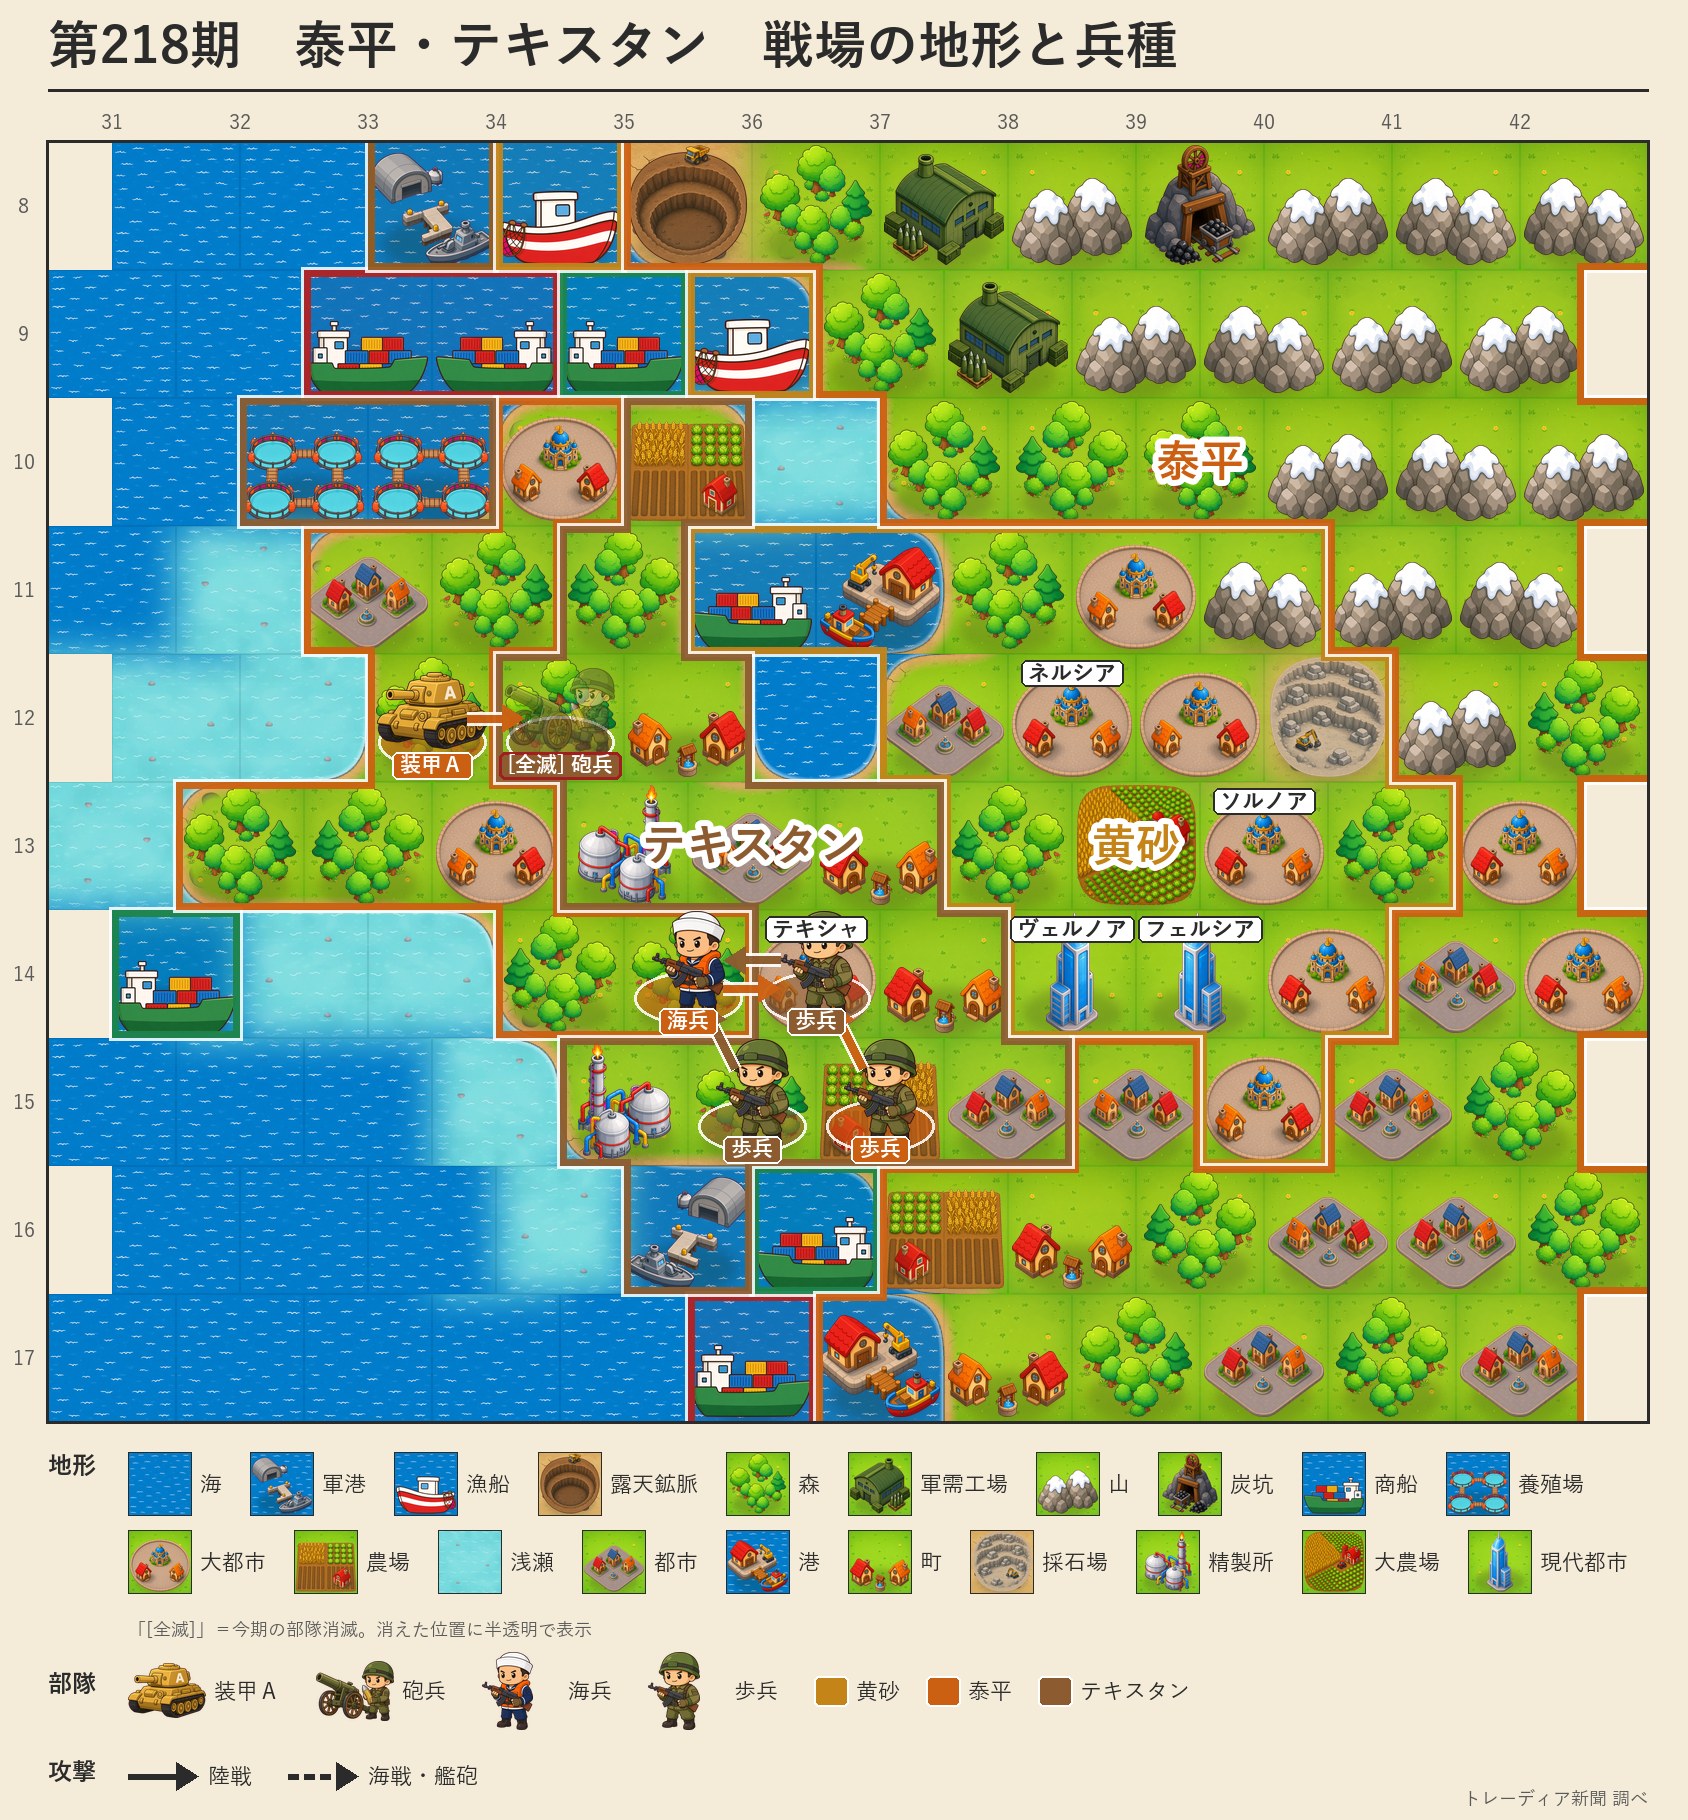 第218期　泰平・テキスタン　戦場の地形と兵種
31 32 33 34 35 36 37 38 39 40 41 42
8
9
10
泰平
11
12
ネルシア
A
装甲A
[全滅] 砲兵
13
ソルノア
テキスタン
黄砂
14
テキシャ
ヴェルノア
フェルシア
海兵
歩兵
15
歩兵
歩兵
16
17
地形
海 軍港 漁船 露天鉱脈 森 軍需工場 山 炭坑 商船 養殖場
大都市 農場 浅瀬 都市 港 町 採石場 精製所 大農場 現代都市
「[全滅]」＝今期の部隊消滅。消えた位置に半透明で表示
部隊
A
装甲A 砲兵 海兵 歩兵 黄砂 泰平 テキスタン
攻撃 陸戦 海戦・艦砲
トレーディア新聞 調べ